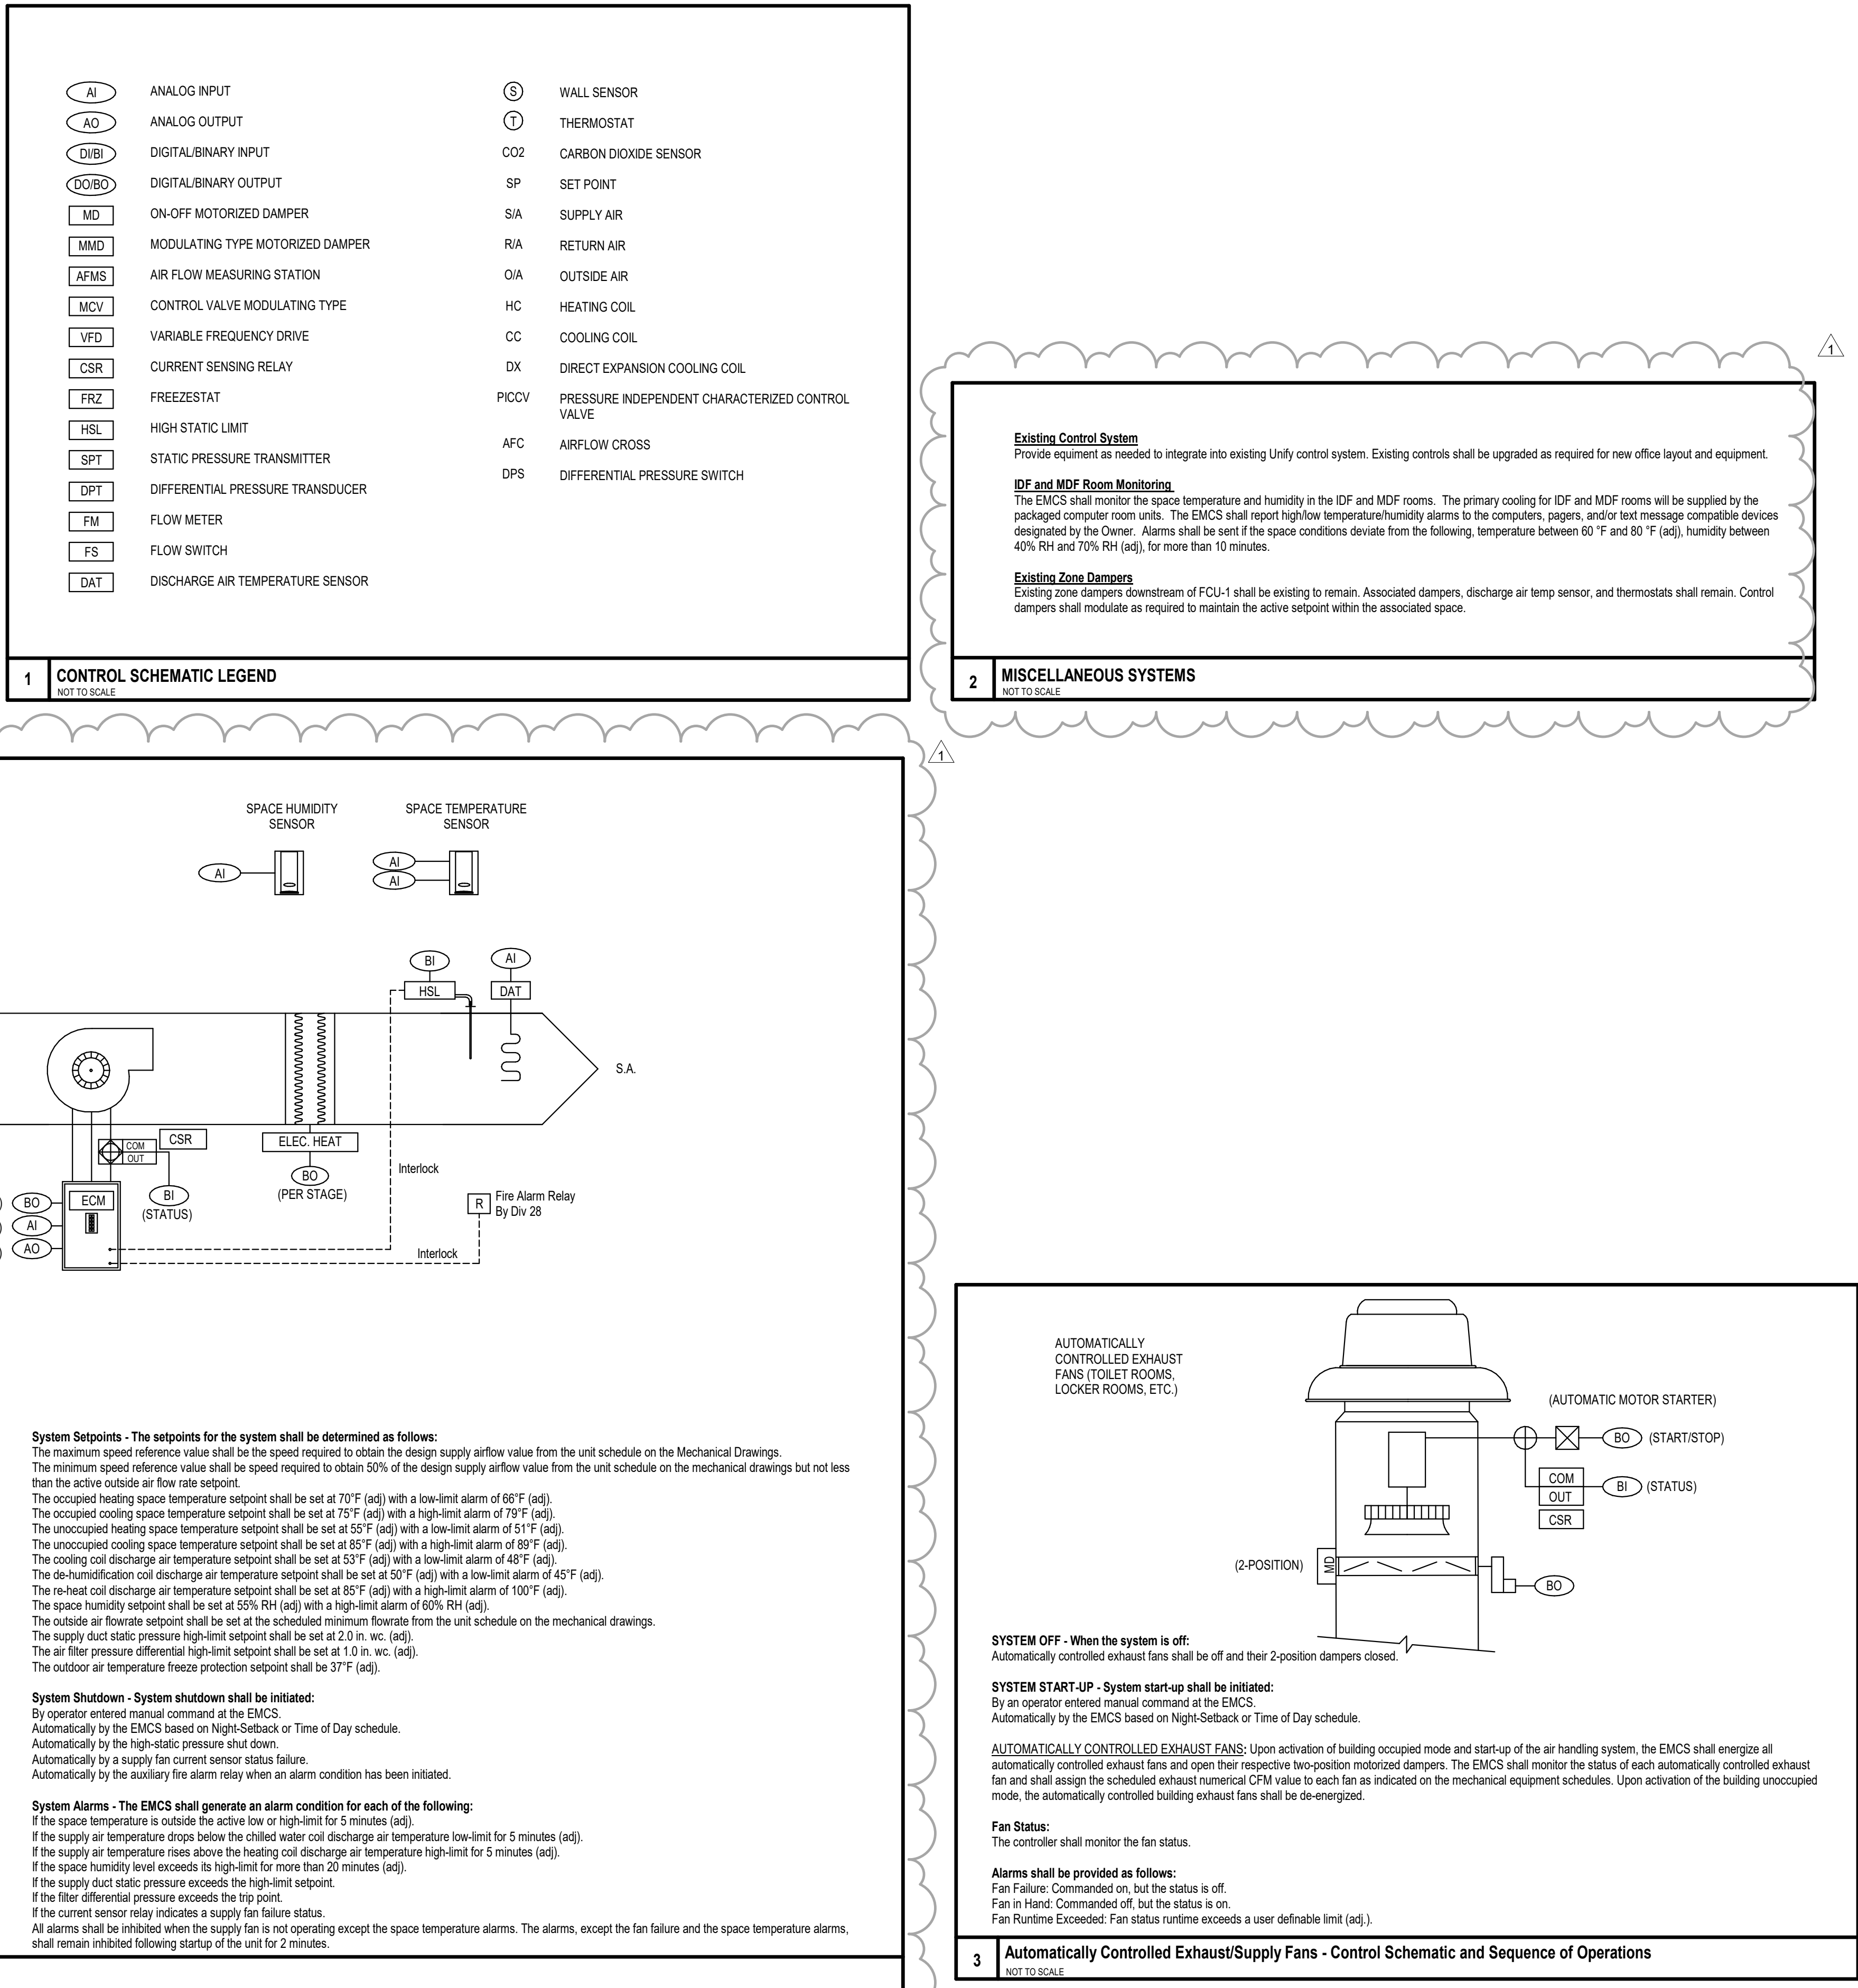 AI ANALOG INPUT
AO ANALOG OUTPUT
DI/BI DIGITAL/BINARY INPUT
DO/BO DIGITAL/BINARY OUTPUT
MD ON-OFF MOTORIZED DAMPER
MMD MODULATING TYPE MOTORIZED DAMPER
AFMS AIR FLOW MEASURING STATION
MCV CONTROL VALVE MODULATING TYPE
VFD VARIABLE FREQUENCY DRIVE
CSR CURRENT SENSING RELAY
FRZ FREEZESTAT
HSL HIGH STATIC LIMIT
SPT STATIC PRESSURE TRANSMITTER
DPT DIFFERENTIAL PRESSURE TRANSDUCER
FM FLOW METER
FS FLOW SWITCH
DAT DISCHARGE AIR TEMPERATURE SENSOR
S WALL SENSOR
T THERMOSTAT
CO2 CARBON DIOXIDE SENSOR
SP SET POINT
S/A SUPPLY AIR
R/A RETURN AIR
O/A OUTSIDE AIR
HC HEATING COIL
CC COOLING COIL
DX DIRECT EXPANSION COOLING COIL
PICCV PRESSURE INDEPENDENT CHARACTERIZED CONTROL
VALVE
AFC AIRFLOW CROSS
DPS DIFFERENTIAL PRESSURE SWITCH
1 CONTROL SCHEMATIC LEGEND
NOT TO SCALE
1
Existing Control System
Provide equiment as needed to integrate into existing Unify control system. Existing controls shall be upgraded as required for new office layout and equipment.
IDF and MDF Room Monitoring
The EMCS shall monitor the space temperature and humidity in the IDF and MDF rooms. The primary cooling for IDF and MDF rooms will be supplied by the
packaged computer room units. The EMCS shall report high/low temperature/humidity alarms to the computers, pagers, and/or text message compatible devices
designated by the Owner. Alarms shall be sent if the space conditions deviate from the following, temperature between 60 °F and 80 °F (adj), humidity between
40% RH and 70% RH (adj), for more than 10 minutes.
Existing Zone Dampers
Existing zone dampers downstream of FCU-1 shall be existing to remain. Associated dampers, discharge air temp sensor, and thermostats shall remain. Control
dampers shall modulate as required to maintain the active setpoint within the associated space.
2 MISCELLANEOUS SYSTEMS
NOT TO SCALE
1
SPACE HUMIDITY
SENSOR
SPACE TEMPERATURE
SENSOR
AI
AI
AI
BI
AI
HSL
DAT
S.A.
COM
OUT
CSR
ELEC. HEAT
BO
(PER STAGE)
Interlock
BI
(STATUS)
ECM
BO
AI
AO
R
Fire Alarm Relay
By Div 28
Interlock
System Setpoints - The setpoints for the system shall be determined as follows:
The maximum speed reference value shall be the speed required to obtain the design supply airflow value from the unit schedule on the Mechanical Drawings.
The minimum speed reference value shall be speed required to obtain 50% of the design supply airflow value from the unit schedule on the mechanical drawings but not less
than the active outside air flow rate setpoint.
The occupied heating space temperature setpoint shall be set at 70°F (adj) with a low-limit alarm of 66°F (adj).
The occupied cooling space temperature setpoint shall be set at 75°F (adj) with a high-limit alarm of 79°F (adj).
The unoccupied heating space temperature setpoint shall be set at 55°F (adj) with a low-limit alarm of 51°F (adj).
The unoccupied cooling space temperature setpoint shall be set at 85°F (adj) with a high-limit alarm of 89°F (adj).
The cooling coil discharge air temperature setpoint shall be set at 53°F (adj) with a low-limit alarm of 48°F (adj).
The de-humidification coil discharge air temperature setpoint shall be set at 50°F (adj) with a low-limit alarm of 45°F (adj).
The re-heat coil discharge air temperature setpoint shall be set at 85°F (adj) with a high-limit alarm of 100°F (adj).
The space humidity setpoint shall be set at 55% RH (adj) with a high-limit alarm of 60% RH (adj).
The outside air flowrate setpoint shall be set at the scheduled minimum flowrate from the unit schedule on the mechanical drawings.
The supply duct static pressure high-limit setpoint shall be set at 2.0 in. wc. (adj).
The air filter pressure differential high-limit setpoint shall be set at 1.0 in. wc. (adj).
The outdoor air temperature freeze protection setpoint shall be 37°F (adj).
System Shutdown - System shutdown shall be initiated:
By operator entered manual command at the EMCS.
Automatically by the EMCS based on Night-Setback or Time of Day schedule.
Automatically by the high-static pressure shut down.
Automatically by a supply fan current sensor status failure.
Automatically by the auxiliary fire alarm relay when an alarm condition has been initiated.
System Alarms - The EMCS shall generate an alarm condition for each of the following:
If the space temperature is outside the active low or high-limit for 5 minutes (adj).
If the supply air temperature drops below the chilled water coil discharge air temperature low-limit for 5 minutes (adj).
If the supply air temperature rises above the heating coil discharge air temperature high-limit for 5 minutes (adj).
If the space humidity level exceeds its high-limit for more than 20 minutes (adj).
If the supply duct static pressure exceeds the high-limit setpoint.
If the filter differential pressure exceeds the trip point.
If the current sensor relay indicates a supply fan failure status.
All alarms shall be inhibited when the supply fan is not operating except the space temperature alarms. The alarms, except the fan failure and the space temperature alarms,
shall remain inhibited following startup of the unit for 2 minutes.
AUTOMATICALLY
CONTROLLED EXHAUST
FANS (TOILET ROOMS,
LOCKER ROOMS, ETC.)
(AUTOMATIC MOTOR STARTER)
BO (START/STOP)
COM
OUT
CSR
BI (STATUS)
(2-POSITION)
MD
BO
SYSTEM OFF - When the system is off:
Automatically controlled exhaust fans shall be off and their 2-position dampers closed.
SYSTEM START-UP - System start-up shall be initiated:
By an operator entered manual command at the EMCS.
Automatically by the EMCS based on Night-Setback or Time of Day schedule.
AUTOMATICALLY CONTROLLED EXHAUST FANS: Upon activation of building occupied mode and start-up of the air handling system, the EMCS shall energize all
automatically controlled exhaust fans and open their respective two-position motorized dampers. The EMCS shall monitor the status of each automatically controlled exhaust
fan and shall assign the scheduled exhaust numerical CFM value to each fan as indicated on the mechanical equipment schedules. Upon activation of the building unoccupied
mode, the automatically controlled building exhaust fans shall be de-energized.
Fan Status:
The controller shall monitor the fan status.
Alarms shall be provided as follows:
Fan Failure: Commanded on, but the status is off.
Fan in Hand: Commanded off, but the status is on.
Fan Runtime Exceeded: Fan status runtime exceeds a user definable limit (adj.).
3 Automatically Controlled Exhaust/Supply Fans - Control Schematic and Sequence of Operations
NOT TO SCALE